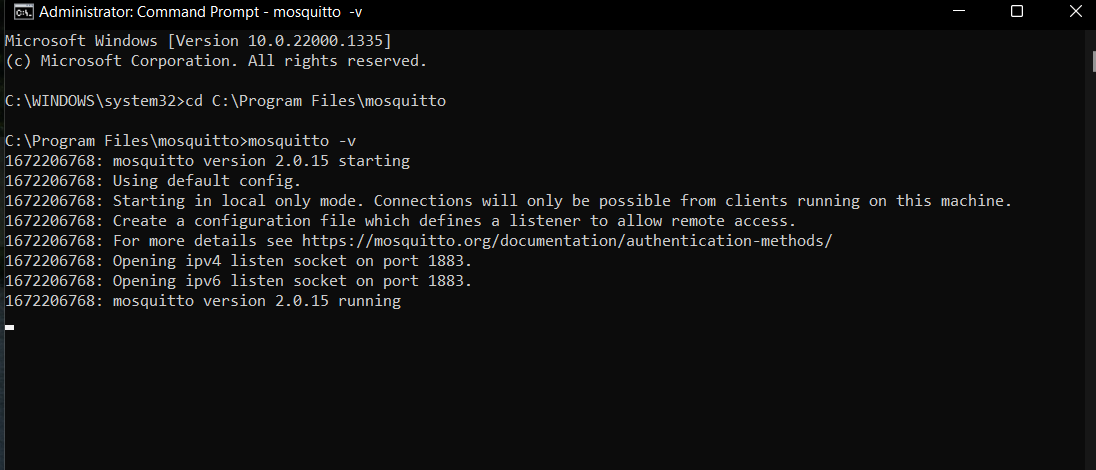 Administrator: Command Prompt - mosquitto  -v
Microsoft Windows [Version 10.0.22000.1335]
(c) Microsoft Corporation. All rights reserved.
C:\WINDOWS\system32>cd C:\Program Files\mosquitto
C:\Program Files\mosquitto>mosquitto -v
1672206768: mosquitto version 2.0.15 starting
1672206768: Using default config.
1672206768: Starting in local only mode. Connections will only be possible from clients running on this machine.
1672206768: Create a configuration file which defines a listener to allow remote access.
1672206768: For more details see https://mosquitto.org/documentation/authentication-methods/
1672206768: Opening ipv4 listen socket on port 1883.
1672206768: Opening ipv6 listen socket on port 1883.
1672206768: mosquitto version 2.0.15 running